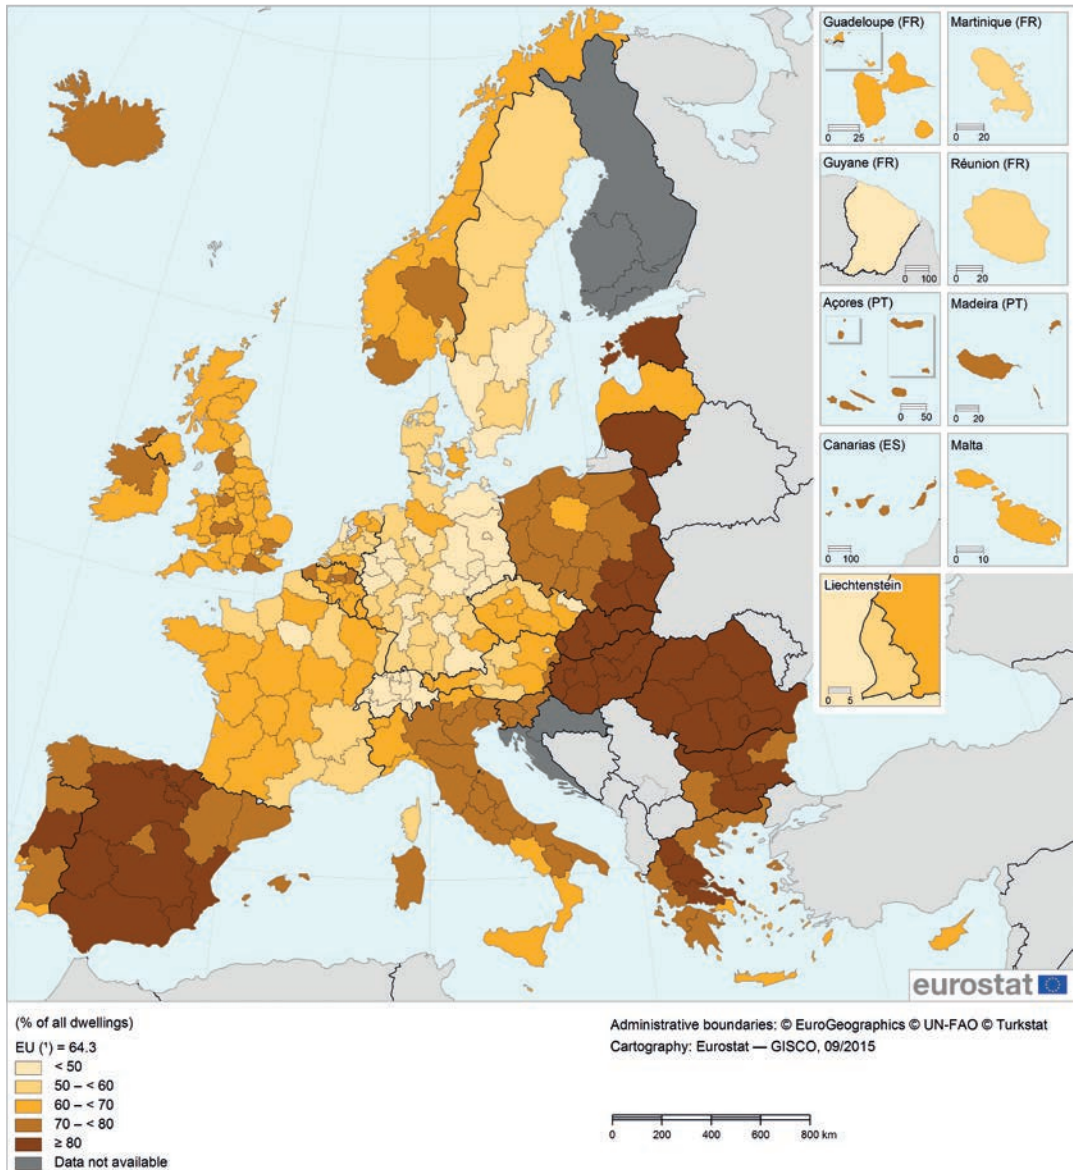 Guadeloupe (FR)
0 25
Martinique (FR)
0 20
Guyane (FR)
0 100
Réunion (FR)
0 20
Açores (PT)
0 50
Madeira (PT)
0 20
Canarias (ES)
0 100
Malta
0 10
Liechtenstein
0 5
eurostat
(% of all dwellings)
EU (¹) = 64.3
< 50
50 – < 60
60 – < 70
70 – < 80
≥ 80
Data not available
Administrative boundaries: © EuroGeographics © UN-FAO © Turkstat
Cartography: Eurostat — GISCO, 09/2015
0 200 400 600 800 km